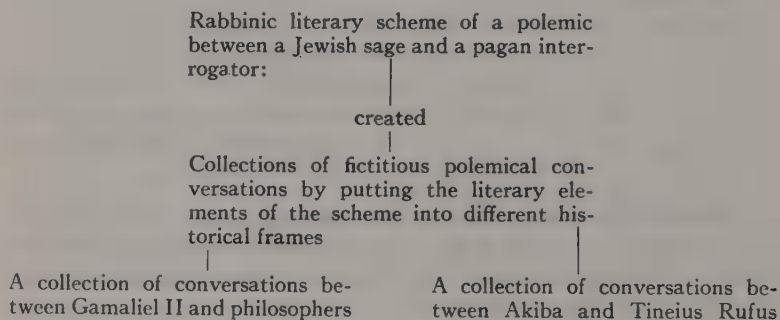 Rabbinic literary scheme of a polemic
between a Jewish sage and a pagan inter-
rogator:
created
Collections of fictitious polemical con-
versations by putting the literary ele-
ments of the scheme into different his-
torical frames
A collection of conversations be-
tween Gamaliel II and philosophers
A collection of conversations be-
tween Akiba and Tineius Rufus